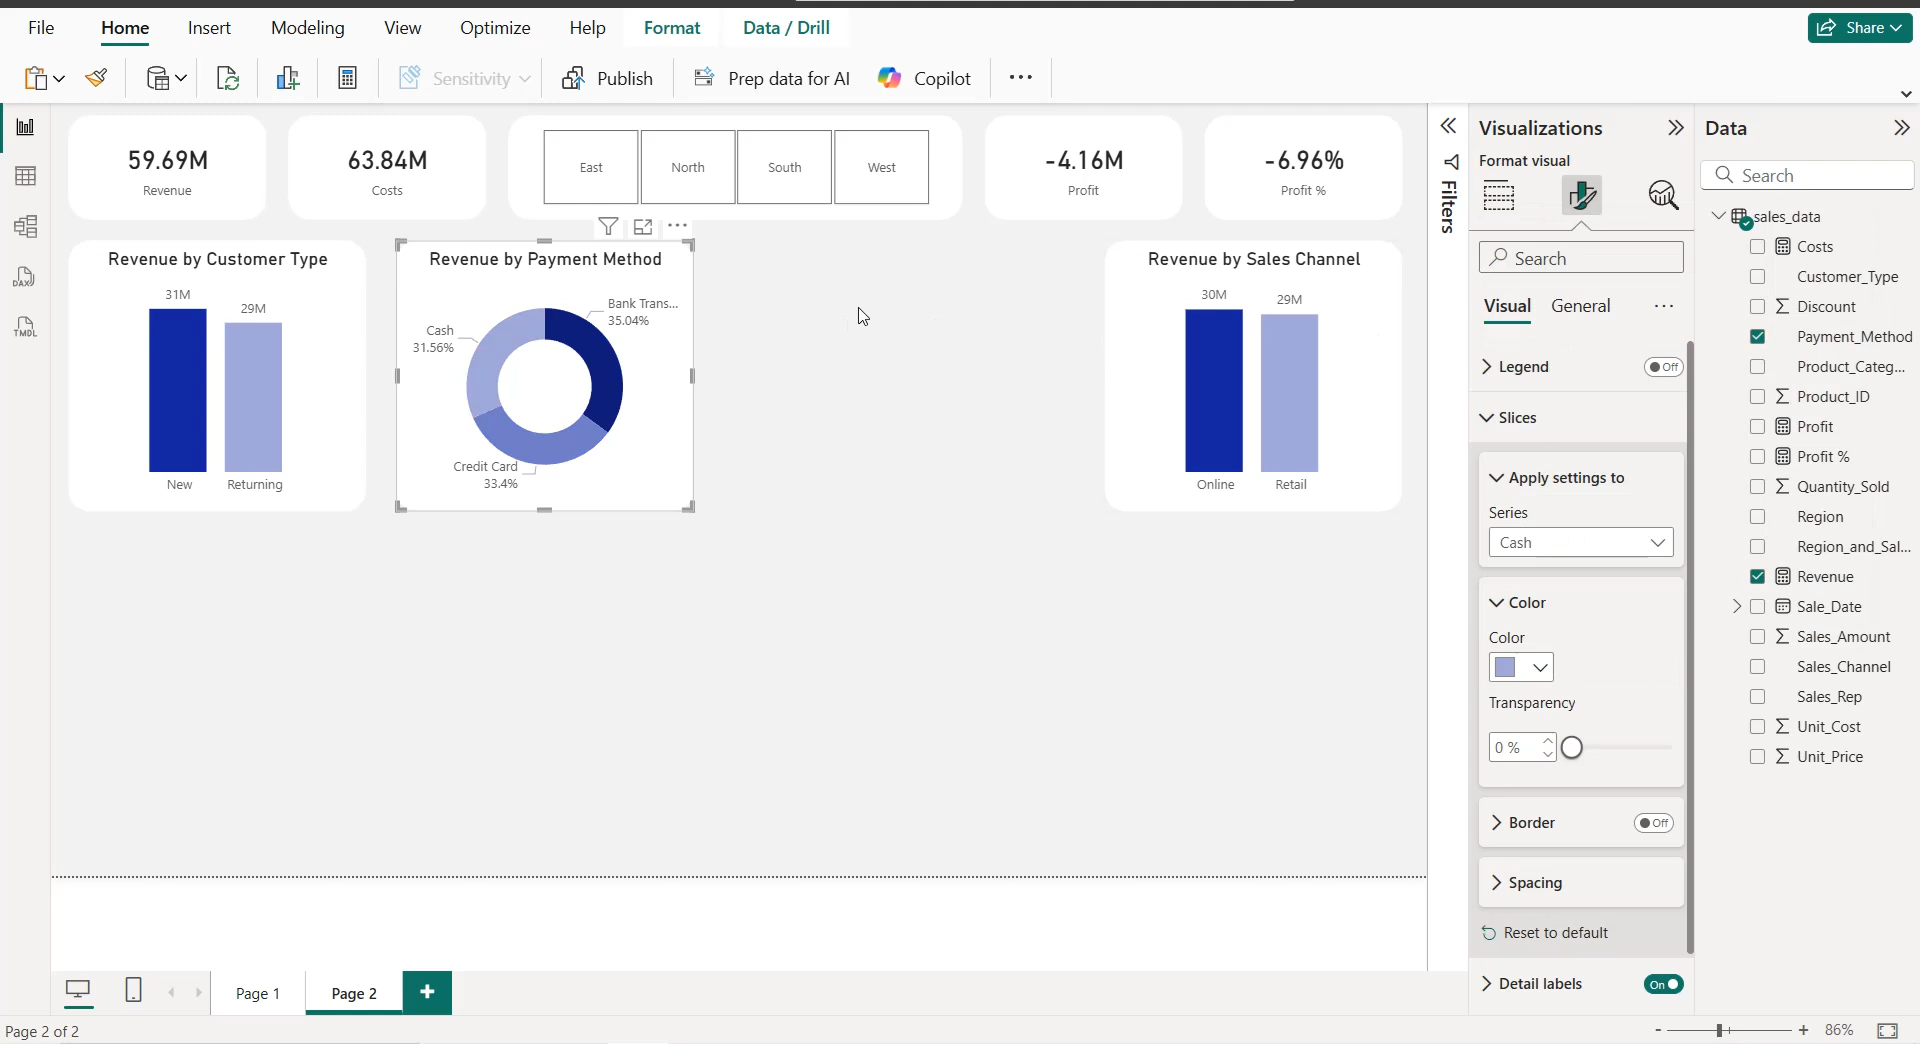 File Home Insert Modeling View Optimize Help Format Data / Drill Share
Sensitivity Publish Prep data for AI Copilot
59.69M
Revenue
63.84M
Costs
East North South West
-4.16M
Profit
-6.96%
Profit %
Revenue by Customer Type
31M
29M
New Returning
Revenue by Payment Method
Bank Trans...
35.04%
Cash
31.56%
Credit Card
33.4%
Revenue by Sales Channel
30M
29M
Online Retail
DAX
TMDL
Filters
Visualizations
Format visual
Search
Visual General
Legend Off
Slices
Apply settings to
Series
Cash
Color
Color
Transparency
0 %
Border Off
Spacing
Reset to default
Detail labels On
Data
Search
sales_data
Costs
Customer_Type
Discount
Payment_Method
Product_Categ...
Product_ID
Profit
Profit %
Quantity_Sold
Region
Region_and_Sal...
Revenue
Sale_Date
Sales_Amount
Sales_Channel
Sales_Rep
Unit_Cost
Unit_Price
Page 1 Page 2
Page 2 of 2
86%